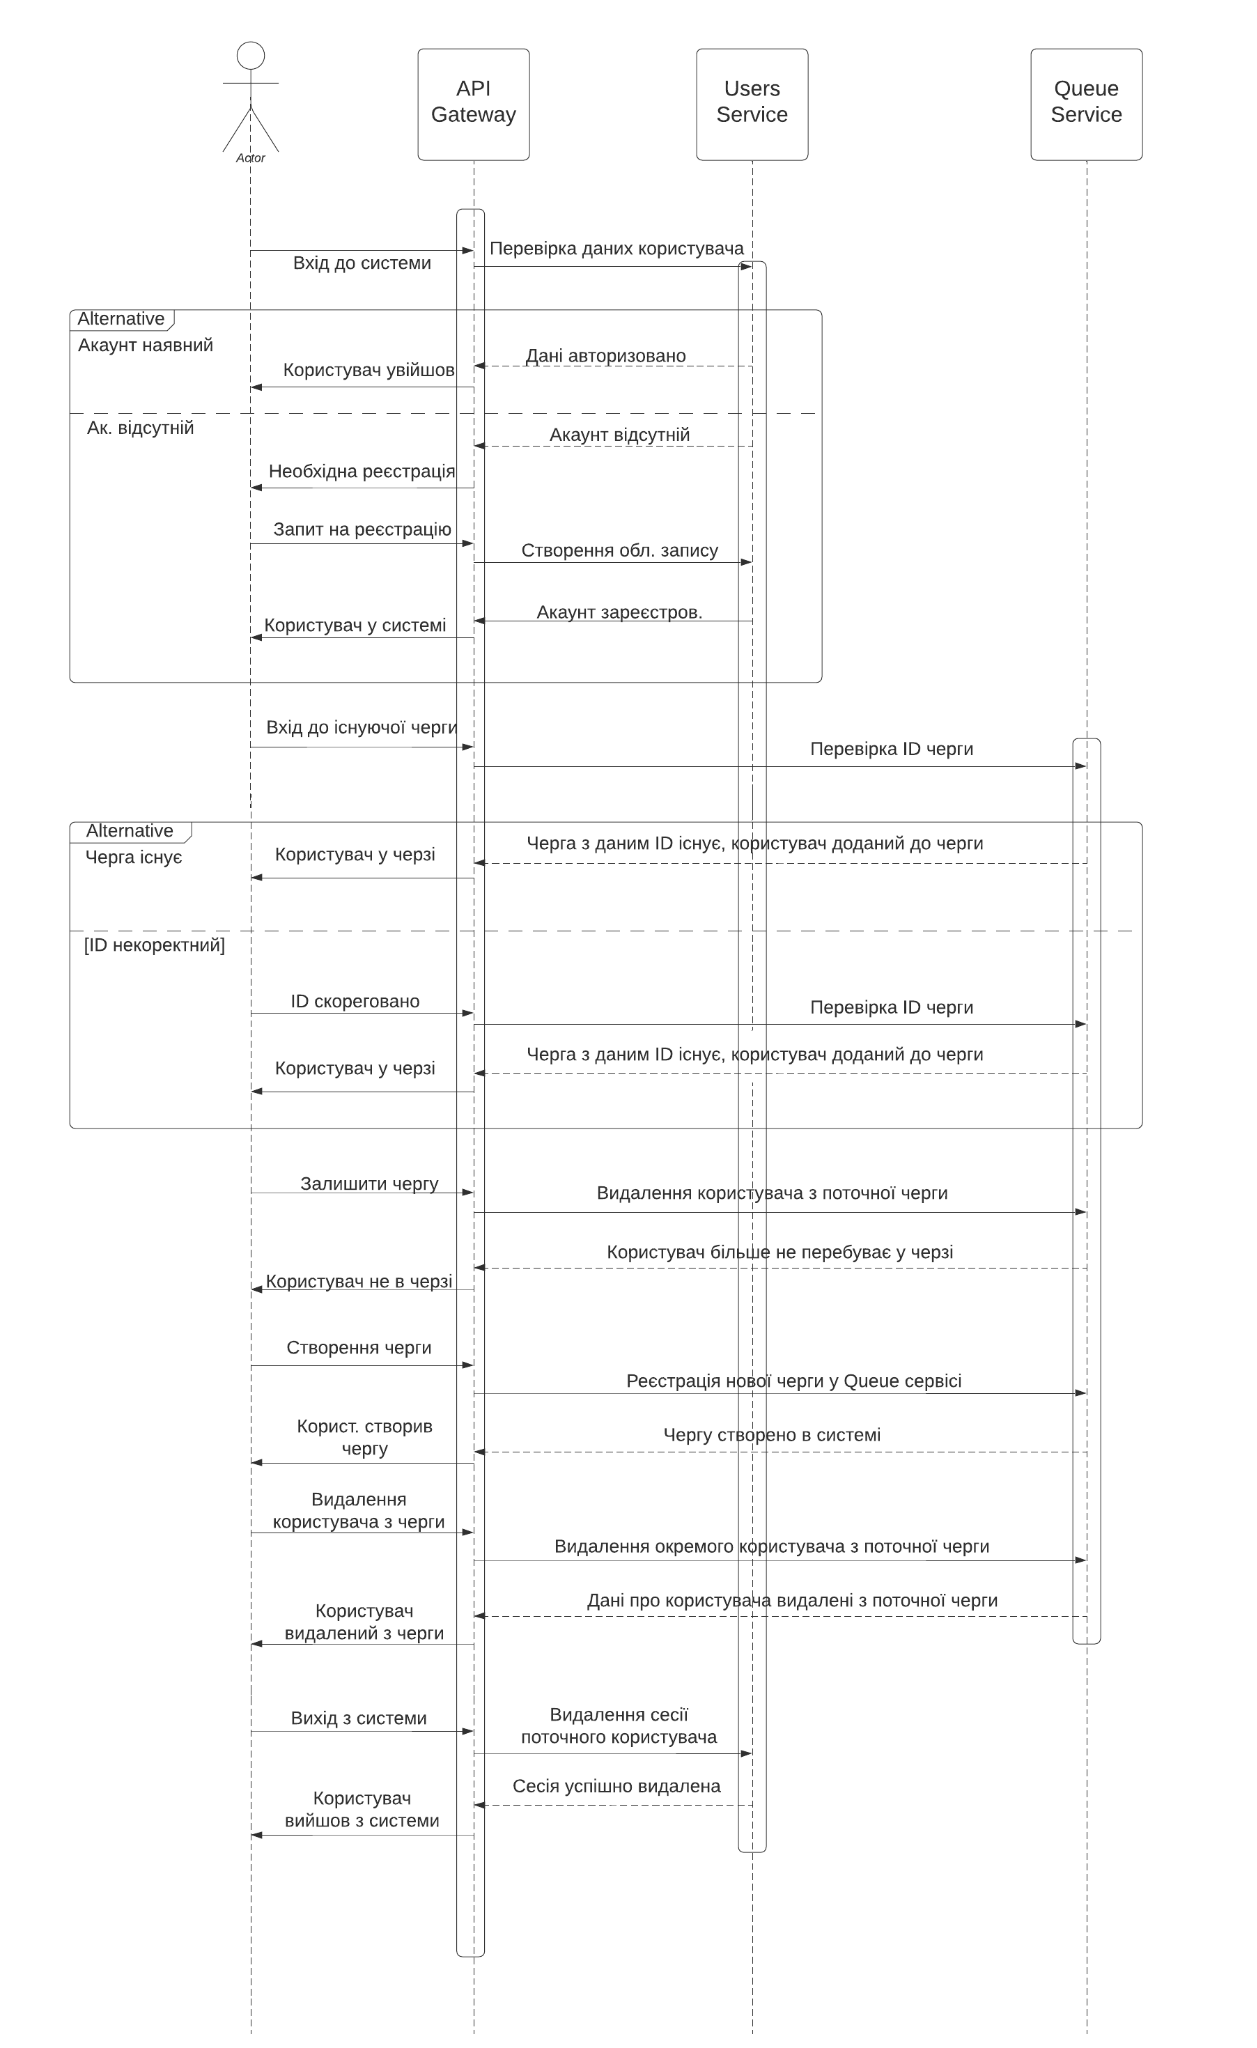 API
Gateway
Users
Service
Queue
Service
Actor
Перевірка даних користувача
Вхід до системи
Alternative
Акаунт наявний
Дані авторизовано
Користувач увійшов
Ак. відсутній
Акаунт відсутній
Необхідна реєстрація
Запит на реєстрацію
Створення обл. запису
Акаунт зареєстров.
Користувач у системі
Вхід до існуючої черги
Перевірка ID черги
Alternative
Черга з даним ID існує, користувач доданий до черги
Черга існує
Користувач у черзі
[ID некоректний]
ID скореговано
Перевірка ID черги
Черга з даним ID існує, користувач доданий до черги
Користувач у черзі
Залишити чергу
Видалення користувача з поточної черги
Користувач більше не перебуває у черзі
Користувач не в черзі
Створення черги
Реєстрація нової черги у Queue сервісі
Корист. створив
чергу
Чергу створено в системі
Видалення
користувача з черги
Видалення окремого користувача з поточної черги
Дані про користувача видалені з поточної черги
Користувач
видалений з черги
Вихід з системи
Видалення сесії
поточного користувача
Сесія успішно видалена
Користувач
вийшов з системи